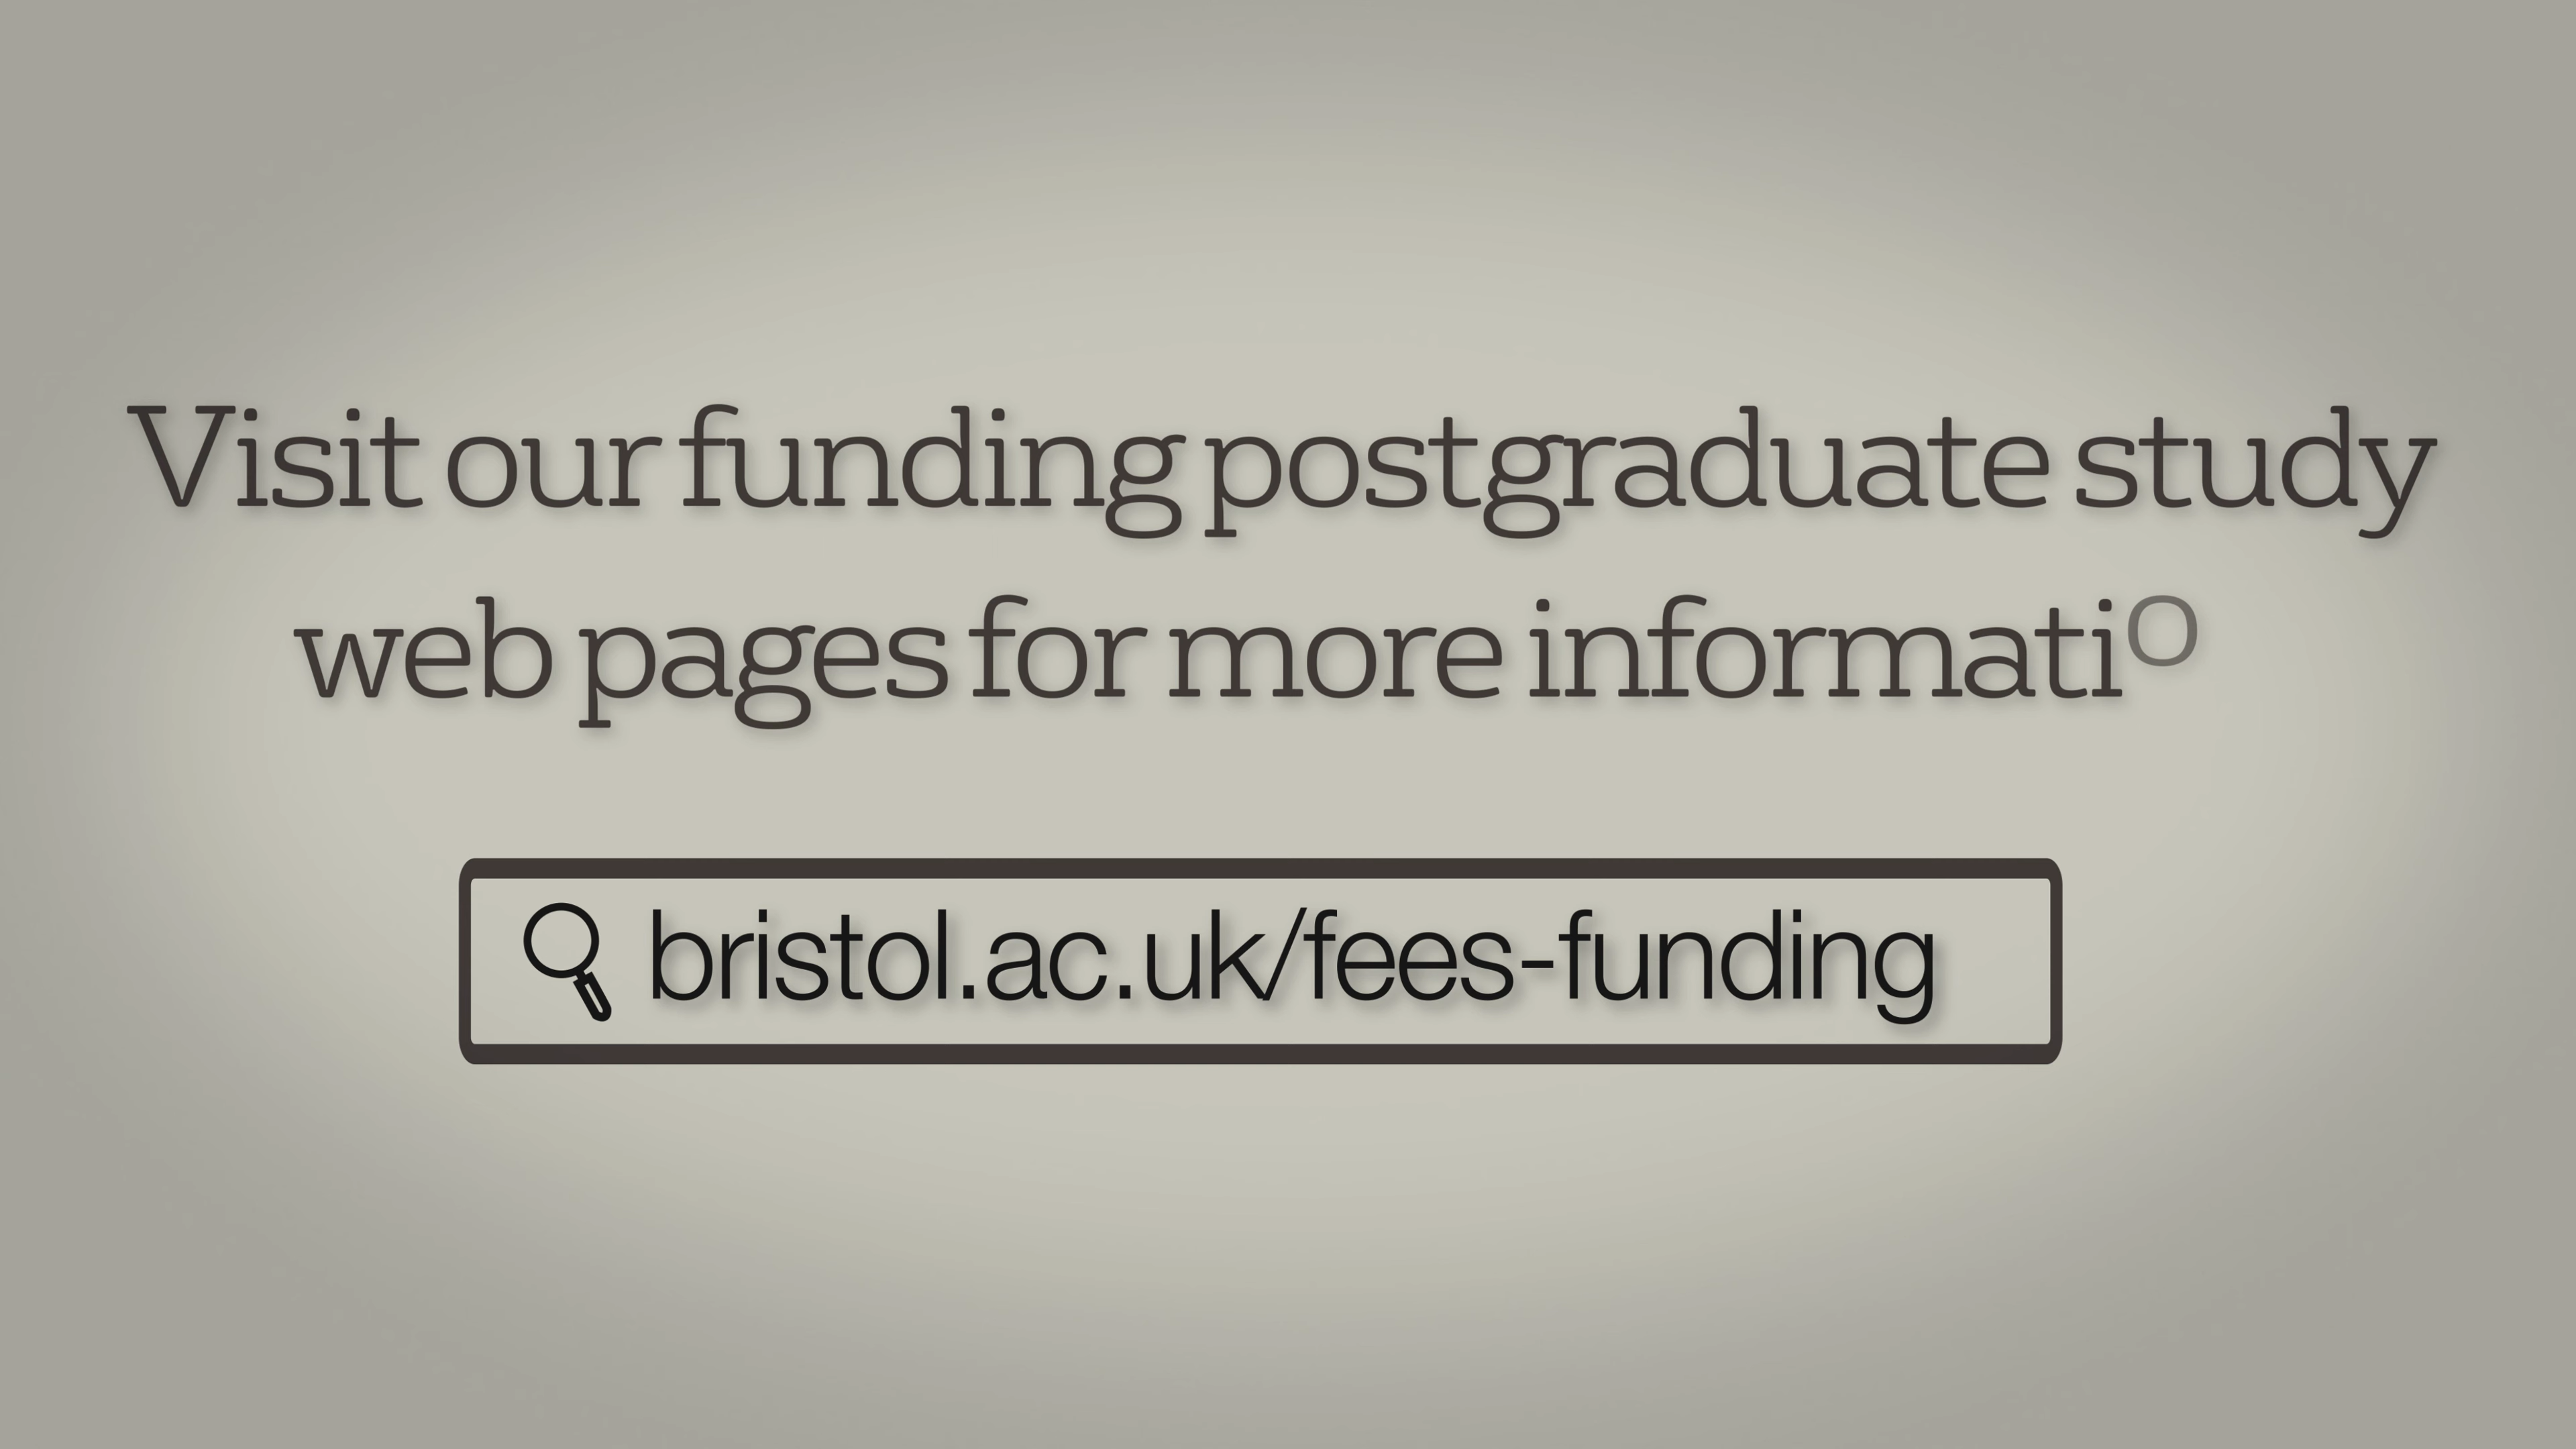 Visit our funding postgraduate study
web pages for more informatio
bristol.ac.uk/fees-funding